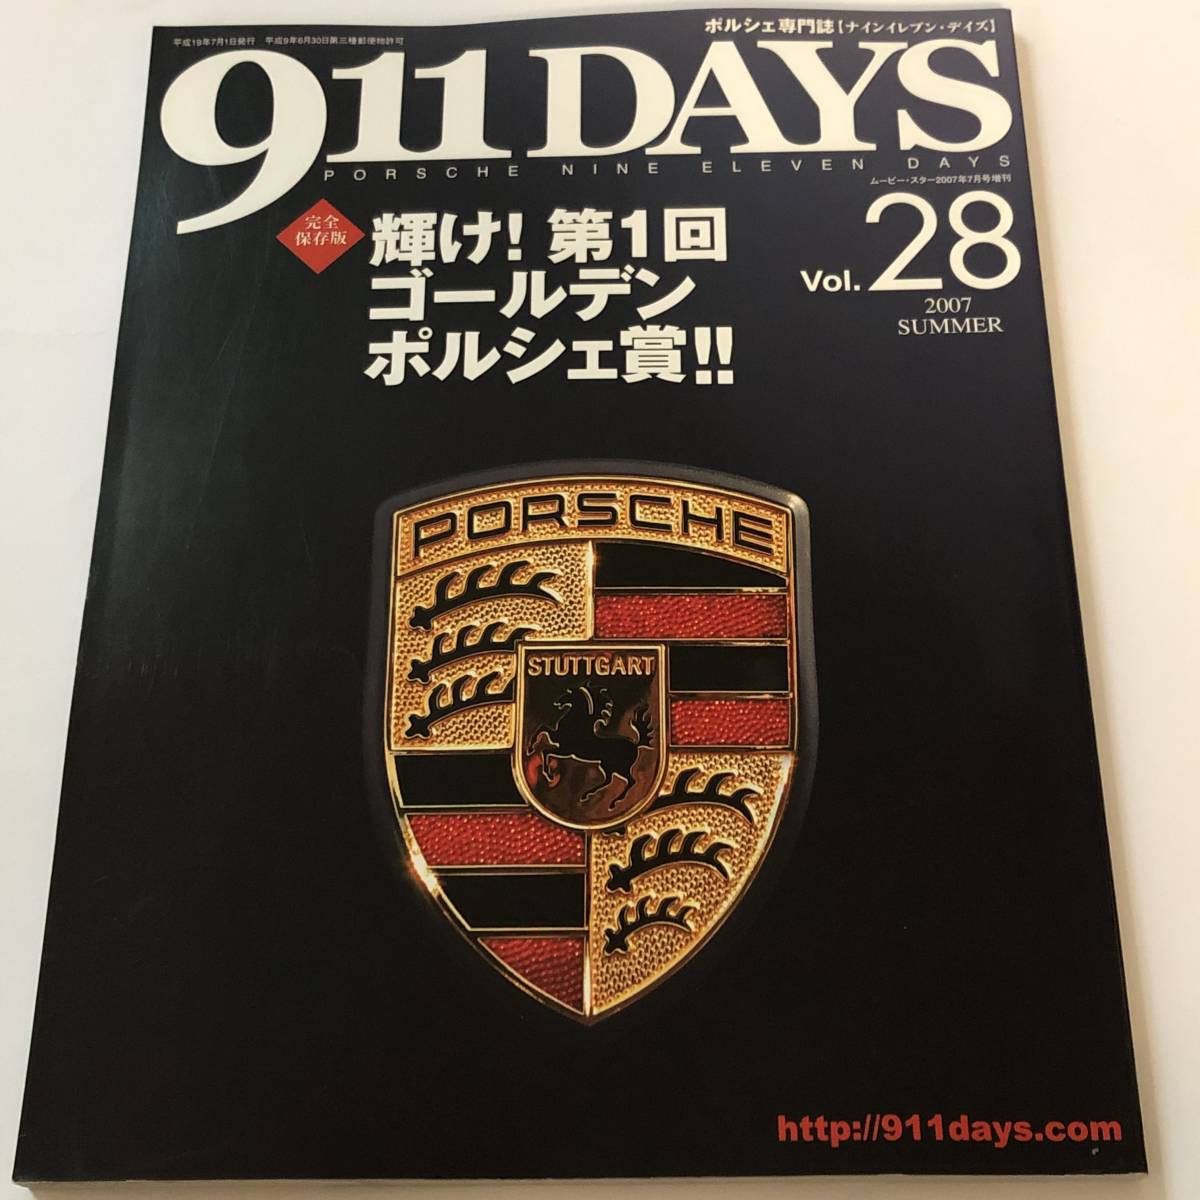 ポルシェ専門誌【ナインイレブン・デイズ】
平成19年7月1日発行 平成9年6月30日第三種郵便物許可
911DAYS
PORSCHE NINE ELEVEN DAYS
ムービー・スター2007年7月号増刊
完全
保存版
輝け！第1回
ゴールデン
ポルシェ賞!!
Vol. 28
2007
SUMMER
PORSCHE
STUTTGART
http://911days.com